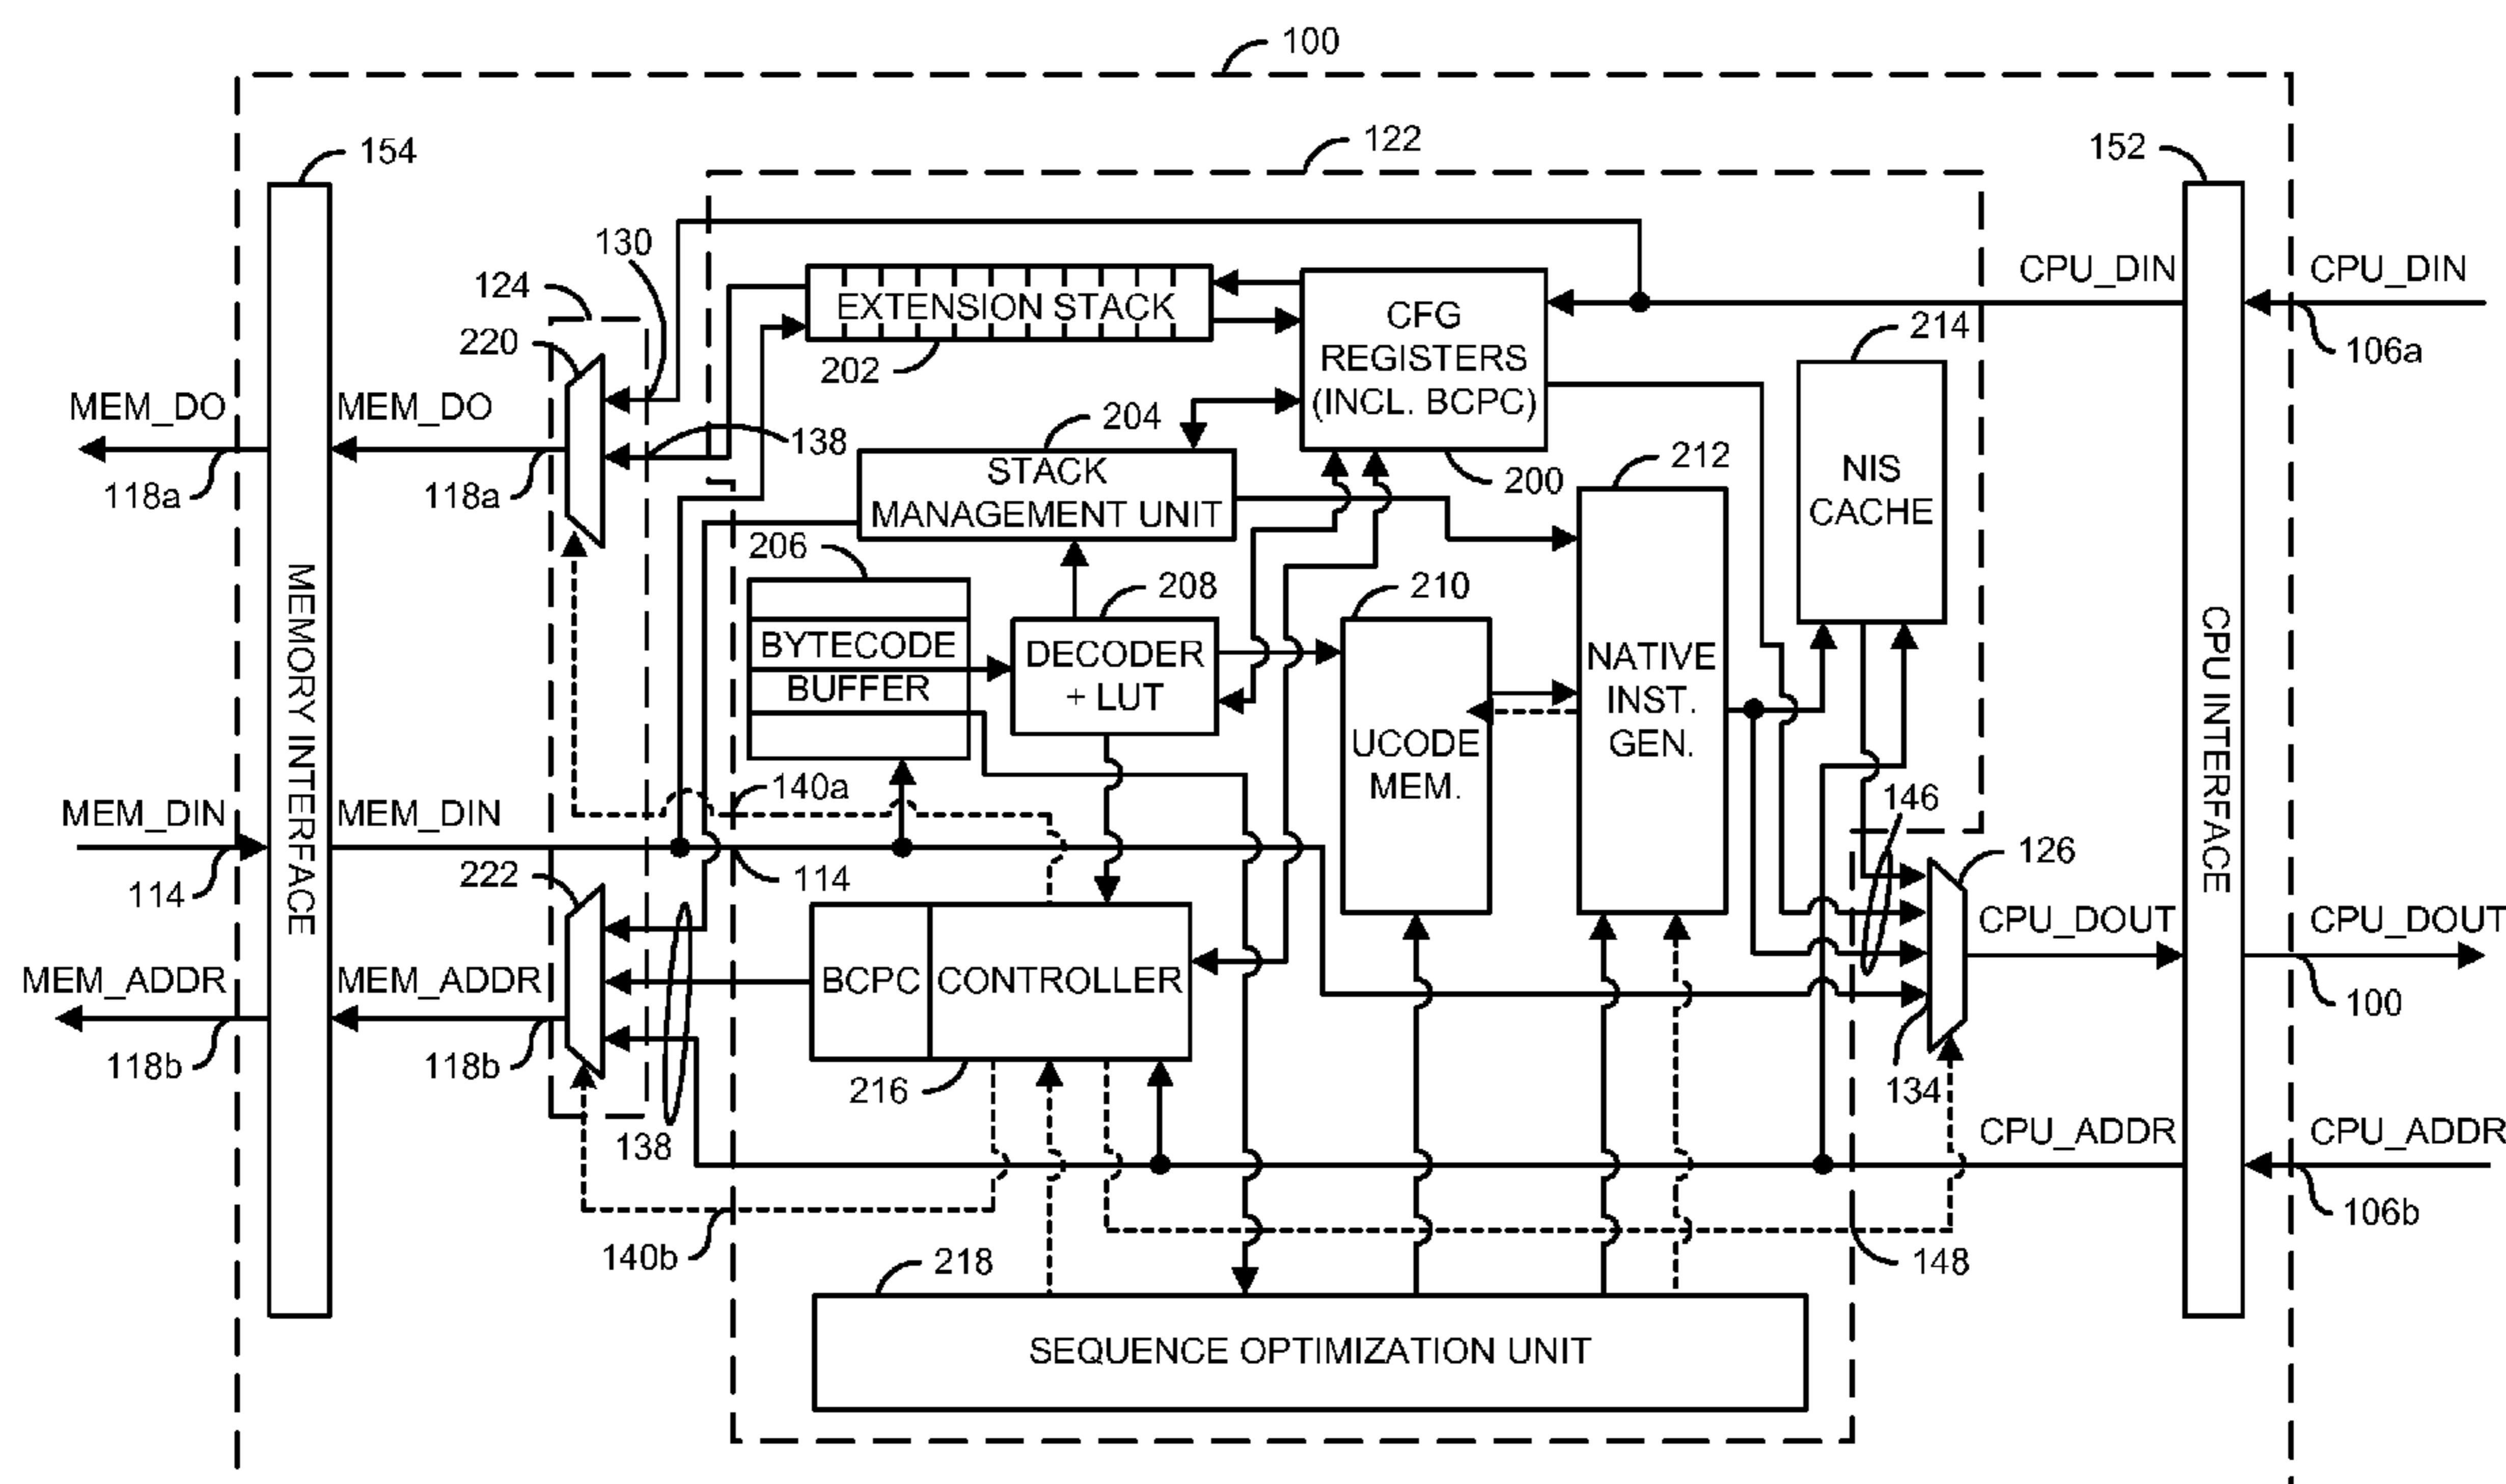 100
122
154
152
130
124
220
CPU_DIN
CPU_DIN
106a
EXTENSION STACK
202
CFG
REGISTERS
(INCL. BCPC)
200
214
NIS
CACHE
MEM_DO
MEM_DO
118a
118a
138
204
STACK
MANAGEMENT UNIT
212
206
BYTECODE
BUFFER
208
DECODER
+ LUT
210
UCODE
MEM.
NATIVE
INST.
GEN.
MEMORY INTERFACE
CPU INTERFACE
140a
146
MEM_DIN
MEM_DIN
114
114
222
126
CPU_DOUT
CPU_DOUT
100
MEM_ADDR
MEM_ADDR
118b
118b
BCPC
CONTROLLER
216
134
138
CPU_ADDR
CPU_ADDR
106b
140b
148
218
SEQUENCE OPTIMIZATION UNIT